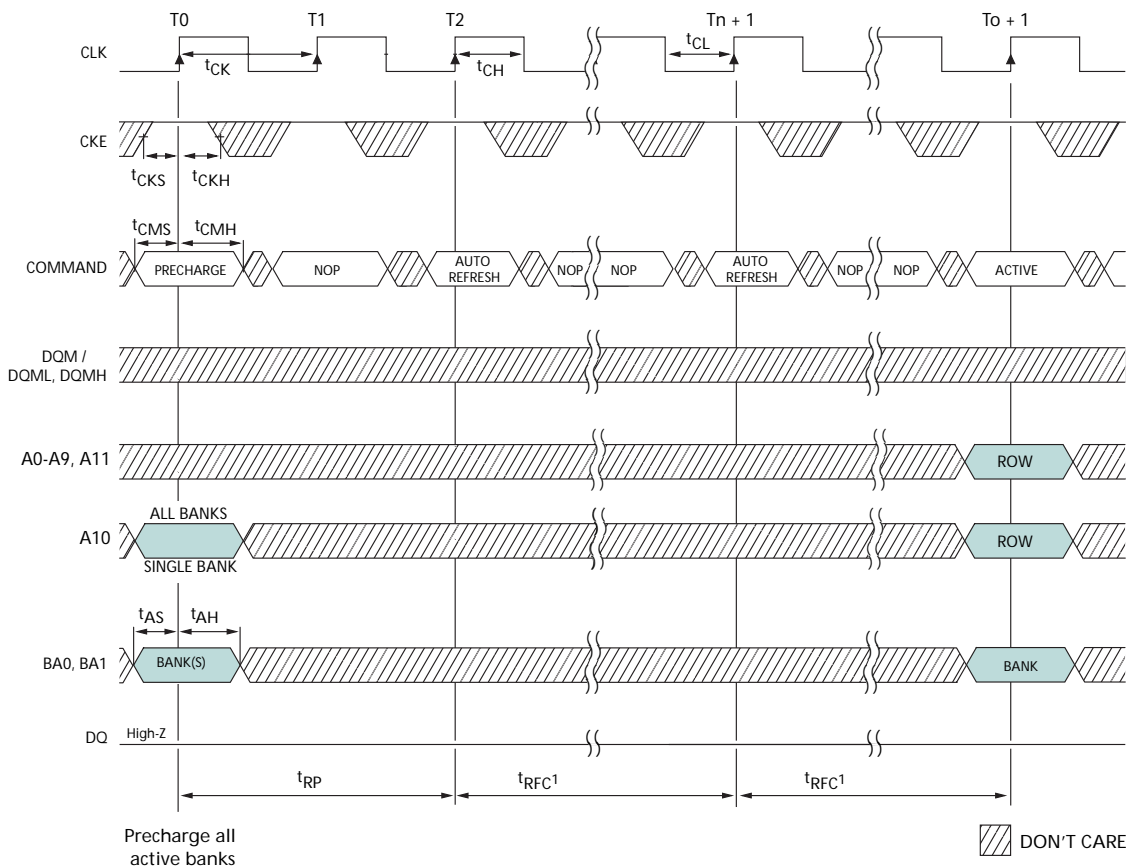 T0 T1 T2 Tn + 1 To + 1
CLK
tCK tCH tCL
CKE
tCKS tCKH
tCMS tCMH
COMMAND PRECHARGE NOP AUTO REFRESH NOP NOP AUTO REFRESH NOP NOP ACTIVE
DQM /
DQML, DQMH
A0-A9, A11 ROW
ALL BANKS
A10 ROW
SINGLE BANK
tAS tAH
BA0, BA1 BANK(S) BANK
DQ High-Z
tRP tRFC1 tRFC1
Precharge all
active banks
DON'T CARE